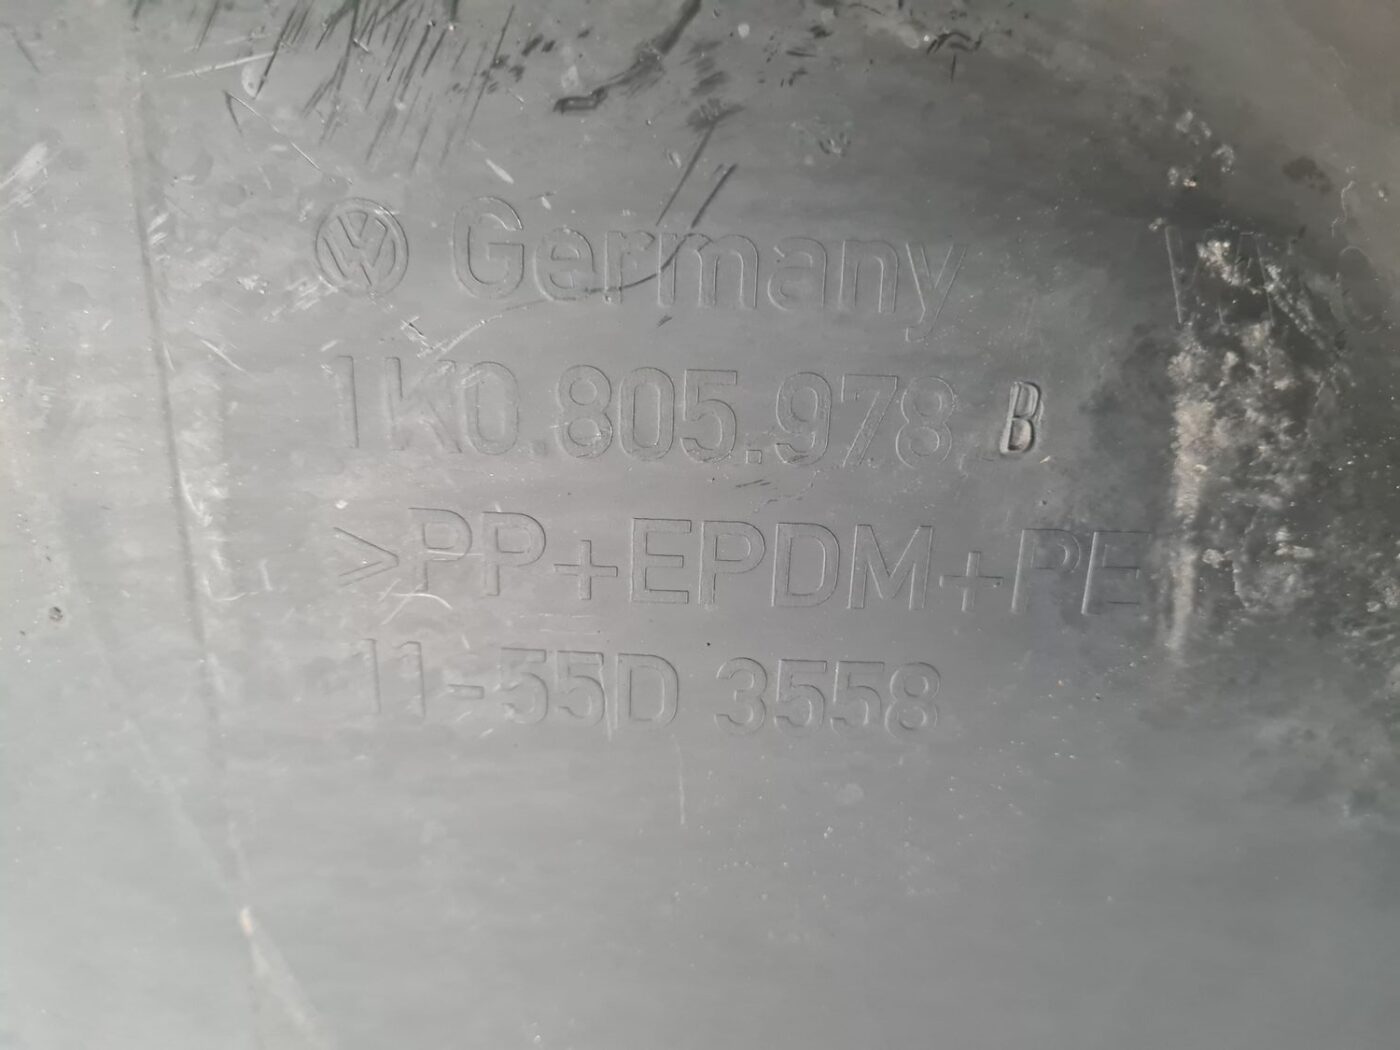 Germany
1K0.805.978 B
>PP+EPDM+PE
11-55D 3558